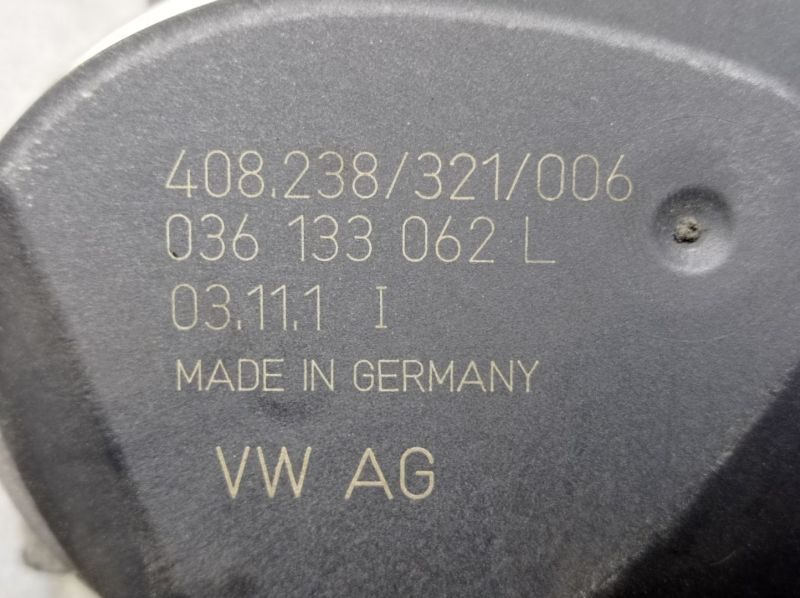 408.238/321/006
036 133 062 L
03.11.1 I
MADE IN GERMANY
VW AG